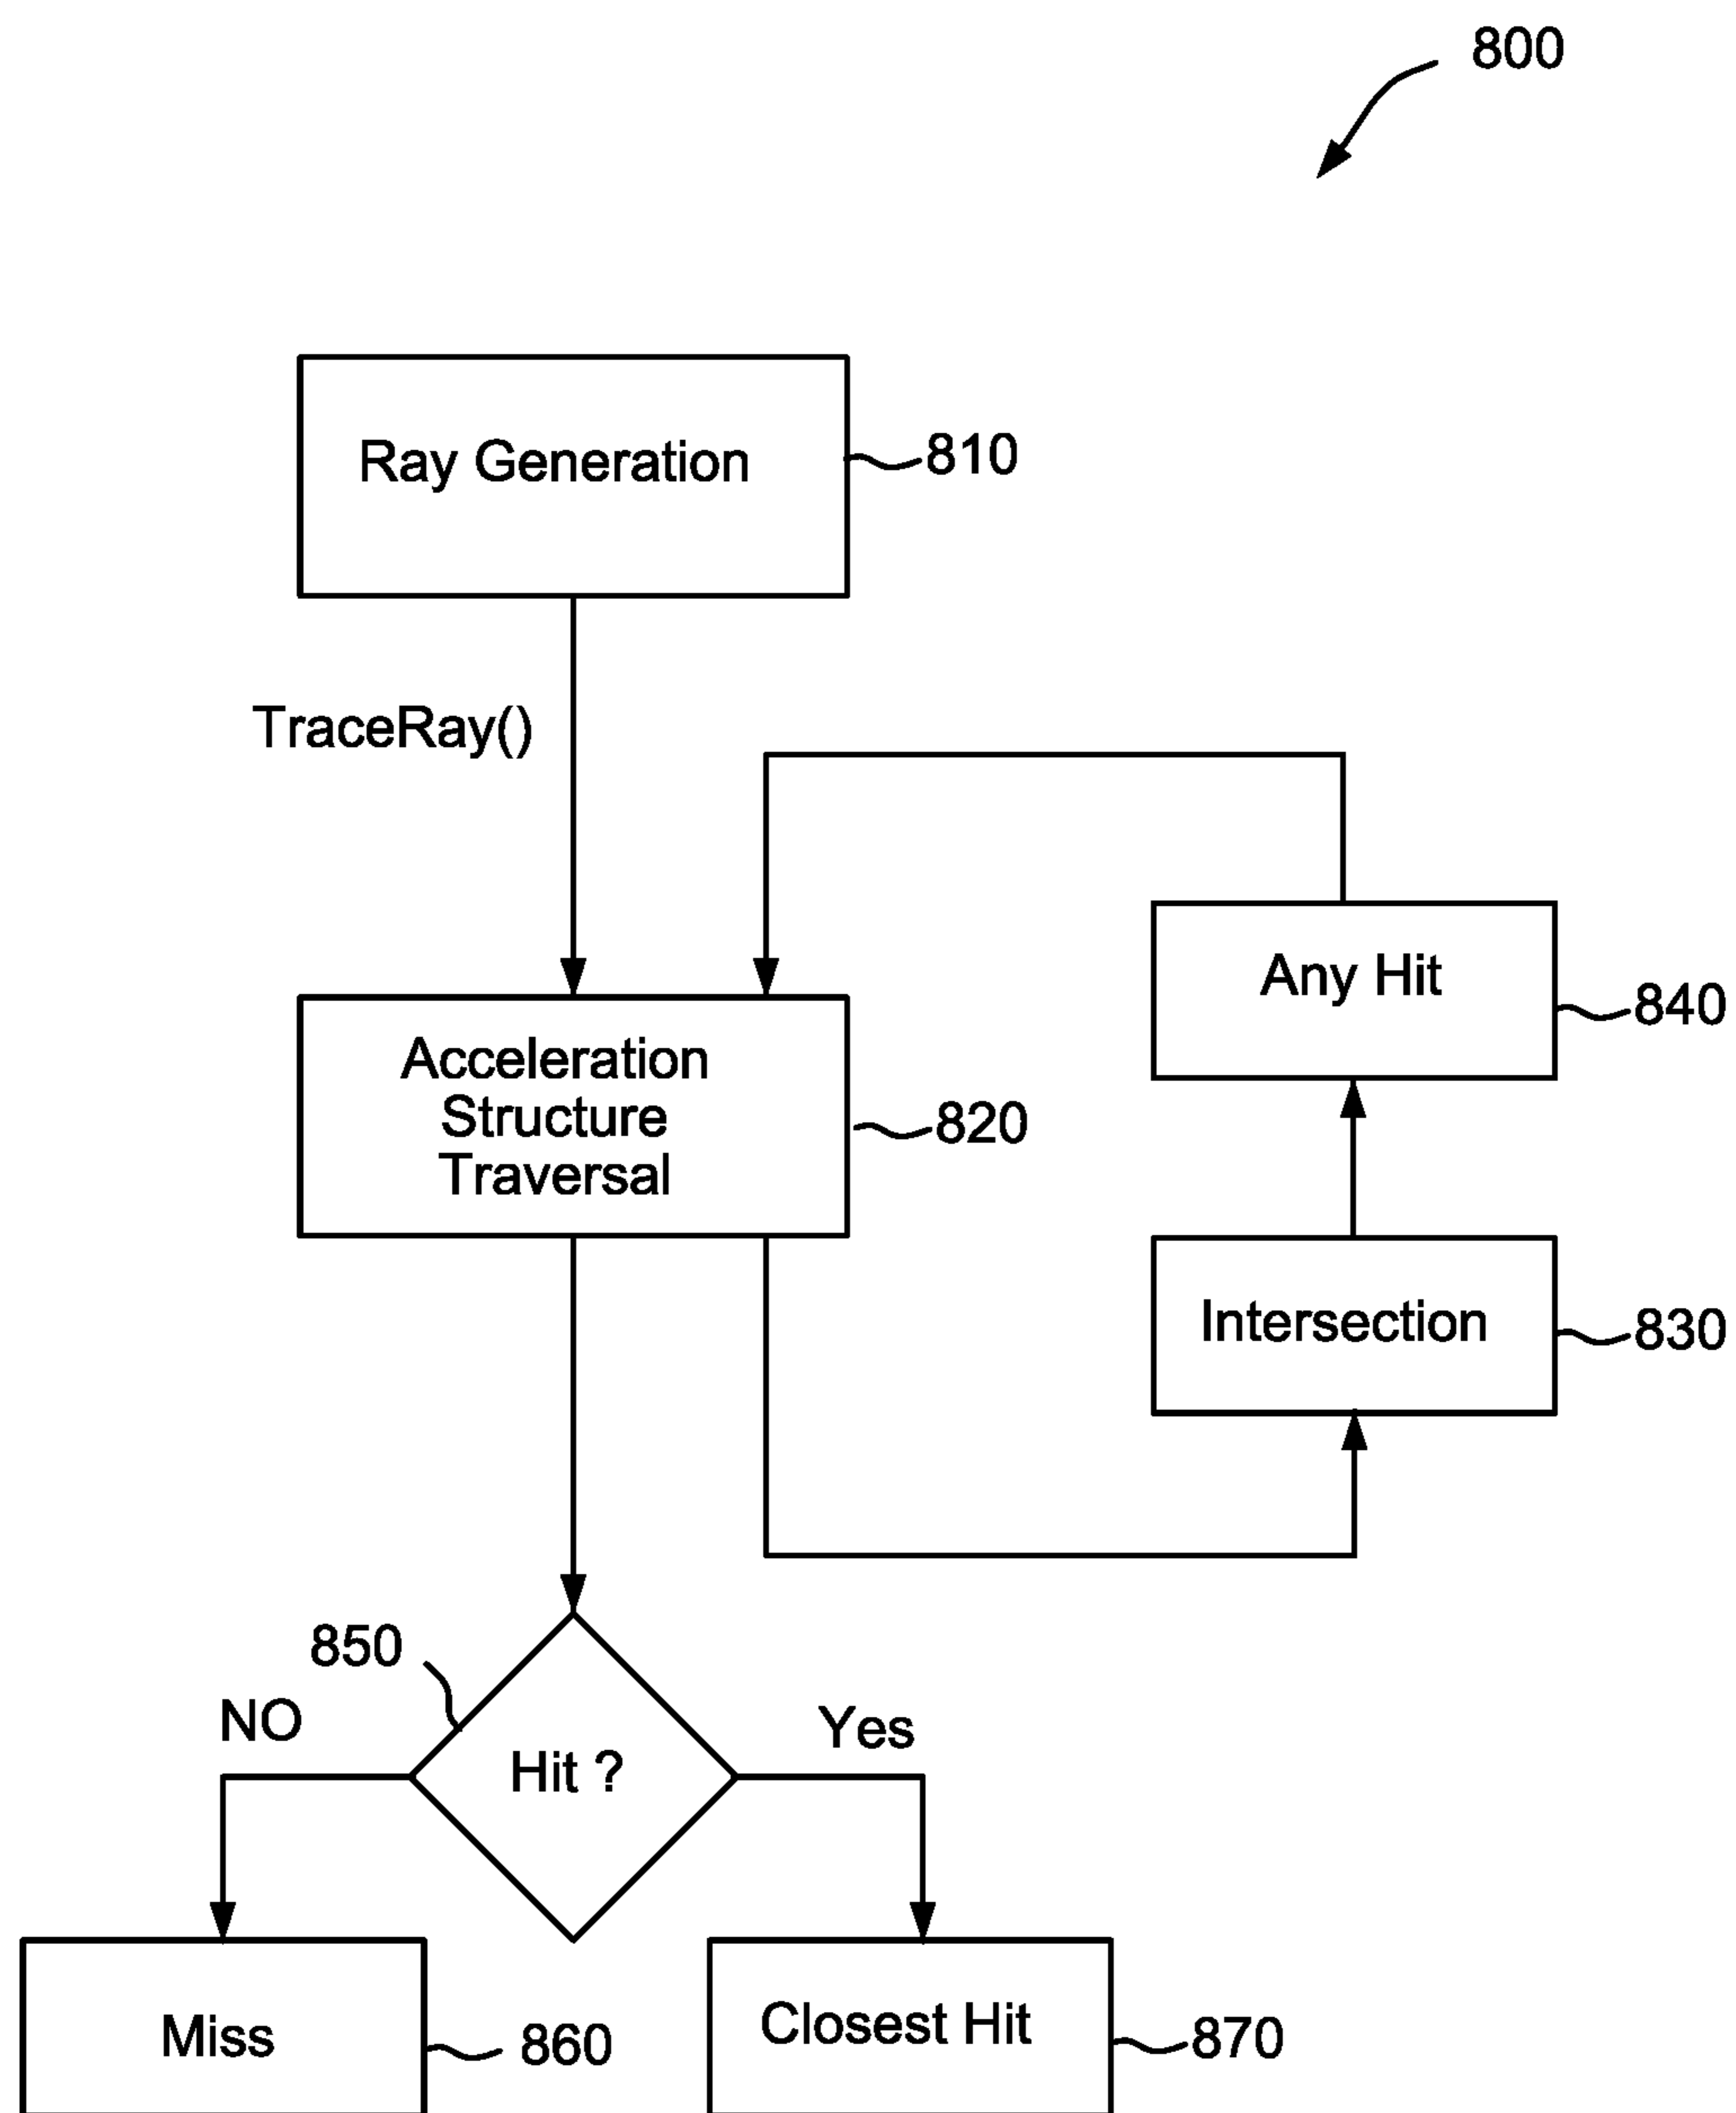 800
Ray Generation
810
TraceRay()
Any Hit
840
Acceleration
Structure
Traversal
820
Intersection
830
850
NO
Yes
Hit ?
Miss
860
Closest Hit
870